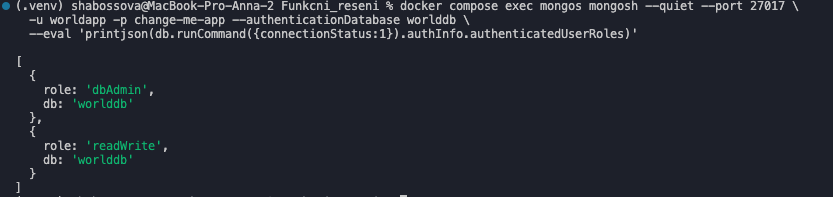 (.venv) shabossova@MacBook-Pro-Anna-2 Funkcni_reseni % docker compose exec mongos mongosh --quiet --port 27017 \
-u worldapp -p change-me-app --authenticationDatabase worlddb \
--eval 'printjson(db.runCommand({connectionStatus:1}).authInfo.authenticatedUserRoles)'
[
{
role: 'dbAdmin',
db: 'worlddb'
},
{
role: 'readWrite',
db: 'worlddb'
}
]